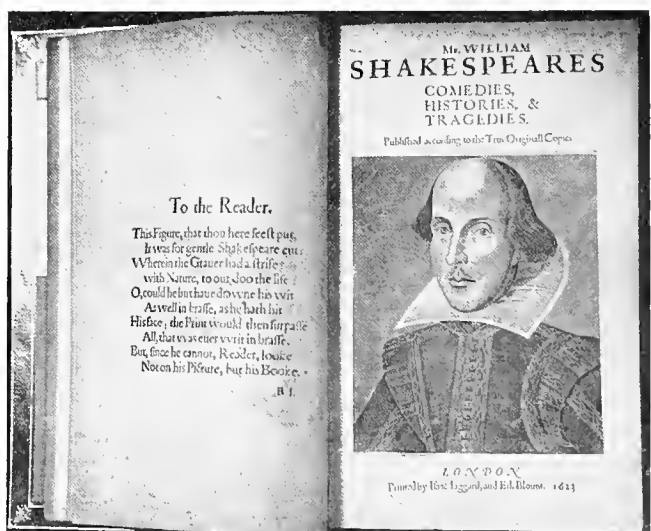 To the Reader.
This Figure, that thou here seest put,
It was for gentle Shakespeare cut;
Wherein the Grauer had a strife
with Nature, to out-doo the life:
O, could he but haue drawne his wit
As well in brasse, as he hath hit
His face; the Print would then surpasse
All, that vvas euer vvrit in brasse.
But, since he cannot, Reader, looke
Not on his Picture, but his Booke.
B I.
Mr. WILLIAM
SHAKESPEARES
COMEDIES,
HISTORIES, &
TRAGEDIES.
Published according to the True Originall Copies
LONDON
Printed by Isaac Iaggard, and Ed. Blount. 1623